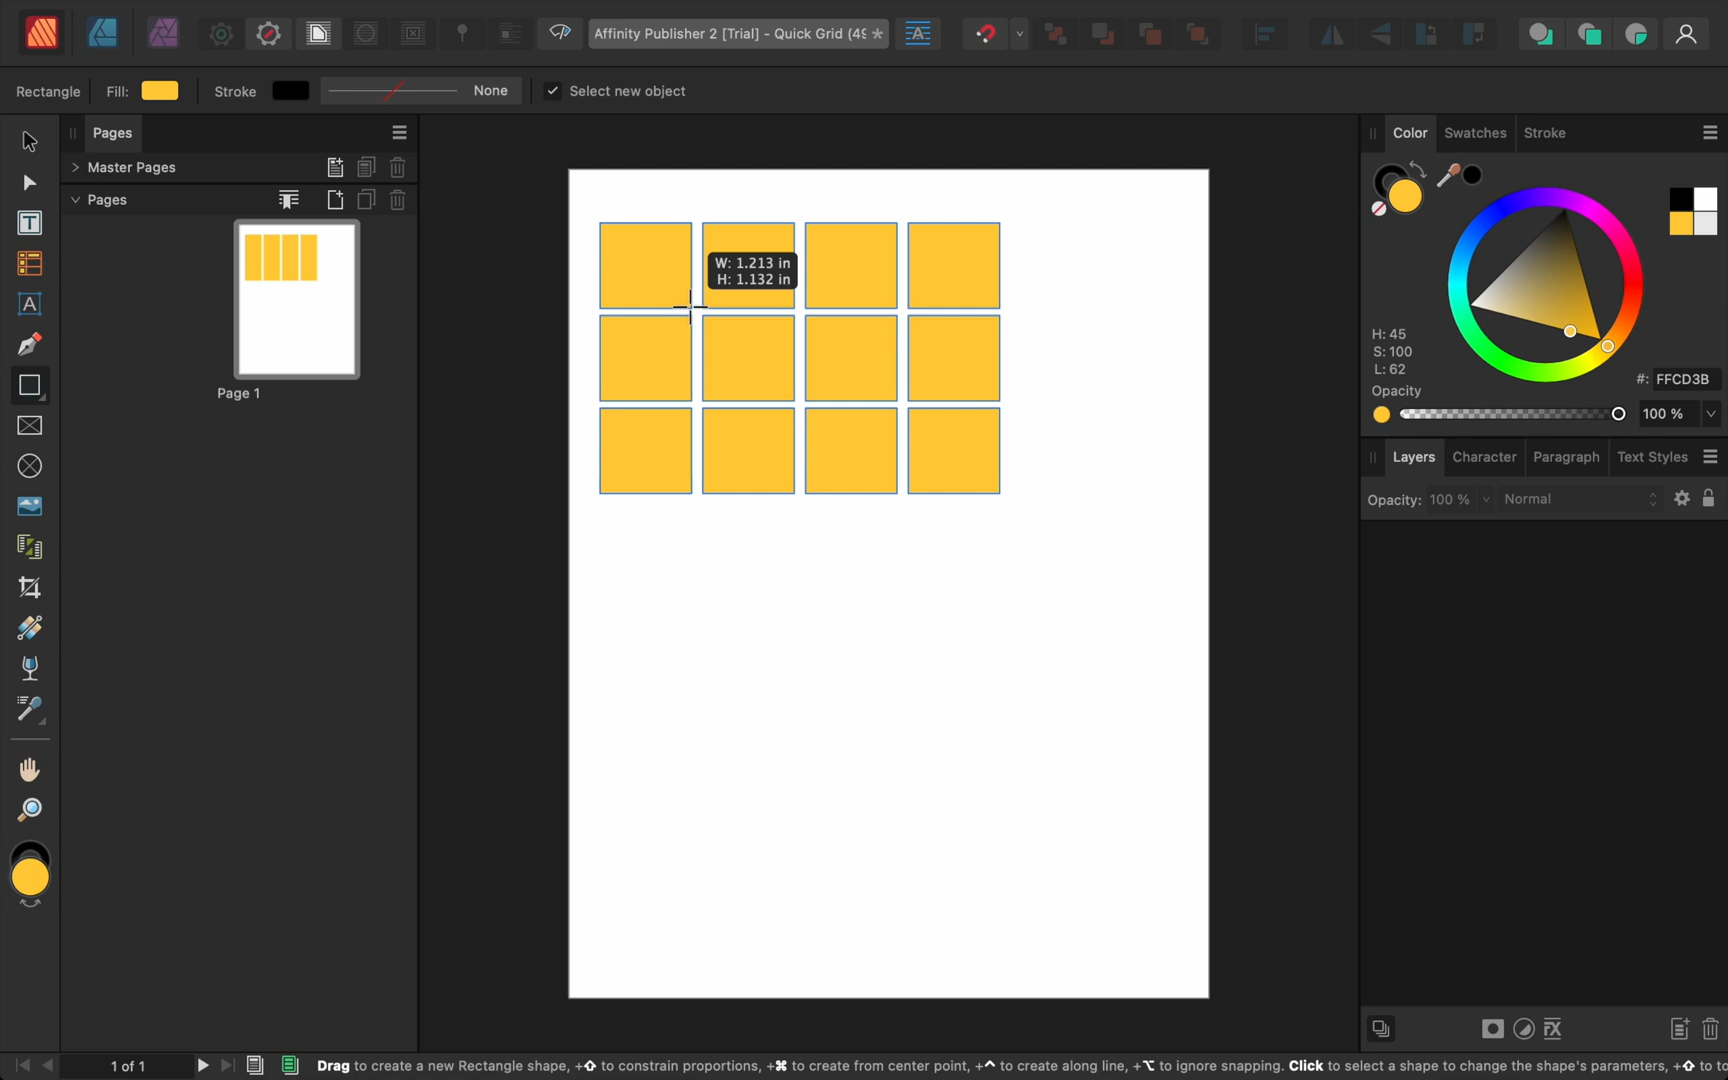 Affinity Publisher 2 [Trial] - Quick Grid (49 *
Rectangle
Fill:
Stroke
None
Select new object
Pages
Master Pages
Pages
Page 1
W: 1.213 in
H: 1.132 in
Color
Swatches
Stroke
H: 45
S: 100
L: 62
#: FFCD3B
Opacity
100 %
Layers
Character
Paragraph
Text Styles
Opacity: 100 %
Normal
1 of 1
Drag to create a new Rectangle shape, +⇧ to constrain proportions, +⌘ to create from center point, +⌃ to create along line, +⌥ to ignore snapping. Click to select a shape to change the shape's parameters, +⇧ to to